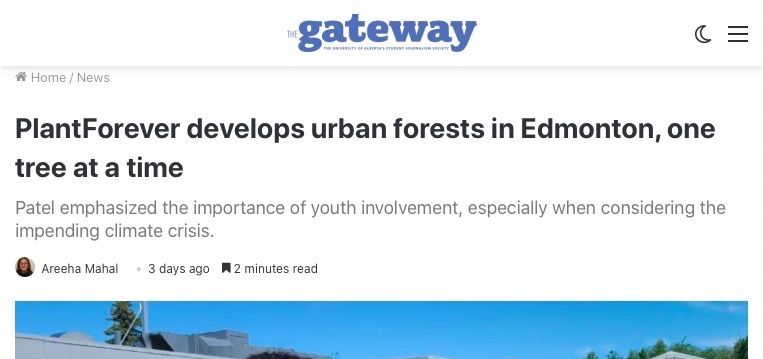 THE gateway
THE UNIVERSITY OF ALBERTA'S STUDENT JOURNALISM SOCIETY
Home / News
PlantForever develops urban forests in Edmonton, one
tree at a time
Patel emphasized the importance of youth involvement, especially when considering the
impending climate crisis.
Areeha Mahal • 3 days ago 2 minutes read